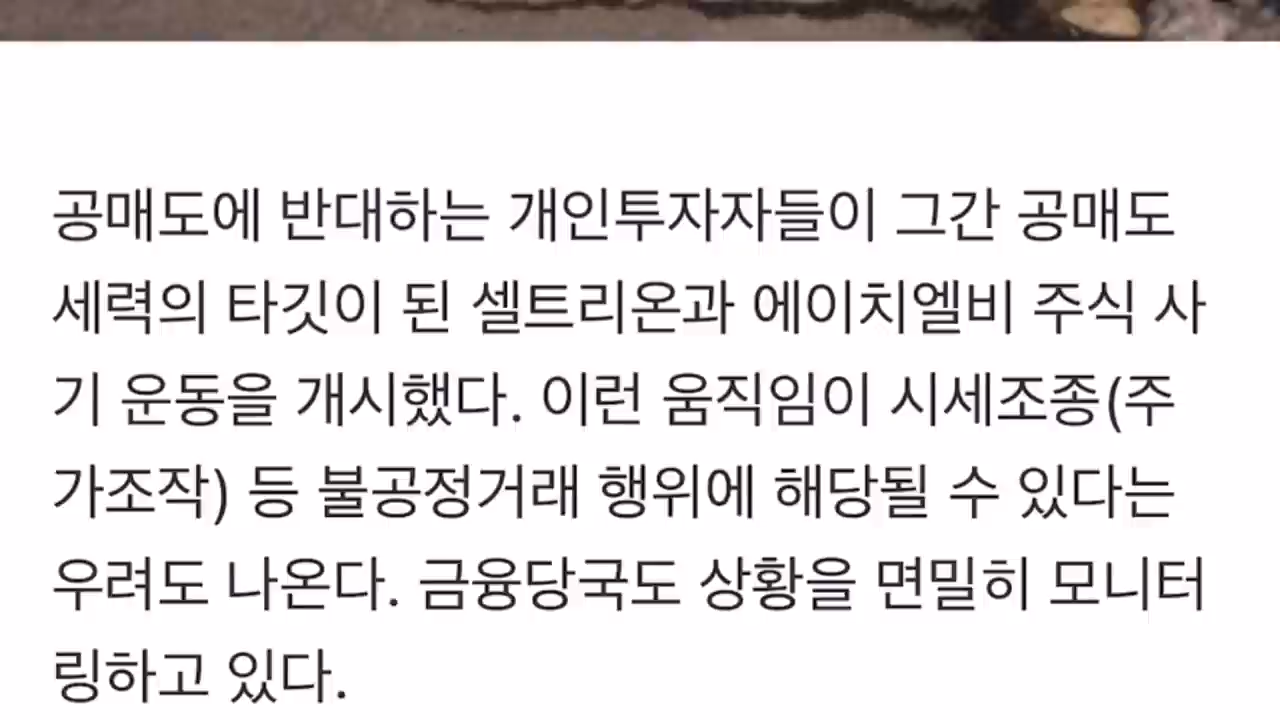 공매도에 반대하는 개인투자자들이 그간 공매도
세력의 타깃이 된 셀트리온과 에이치엘비 주식 사
기 운동을 개시했다. 이런 움직임이 시세조종(주
가조작) 등 불공정거래 행위에 해당될 수 있다는
우려도 나온다. 금융당국도 상황을 면밀히 모니터
링하고 있다.